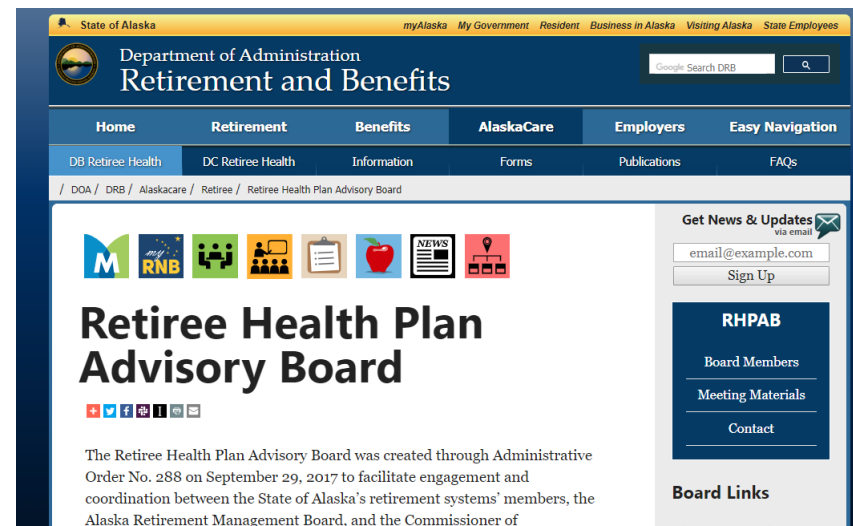 State of Alaska
myAlaska My Government Resident Business in Alaska Visiting Alaska State Employees
Department of Administration
Retirement and Benefits
Google Search DRB
Home Retirement Benefits AlaskaCare Employers Easy Navigation
DB Retiree Health DC Retiree Health Information Forms Publications FAQs
/ DOA / DRB / Alaskacare / Retiree / Retiree Health Plan Advisory Board
Get News & Updates
via email
email@example.com
Sign Up
M my RNB NEWS
Retiree Health Plan
Advisory Board
RHPAB
Board Members
Meeting Materials
Contact
The Retiree Health Plan Advisory Board was created through Administrative
Order No. 288 on September 29, 2017 to facilitate engagement and
coordination between the State of Alaska's retirement systems' members, the
Alaska Retirement Management Board, and the Commissioner of
Board Links